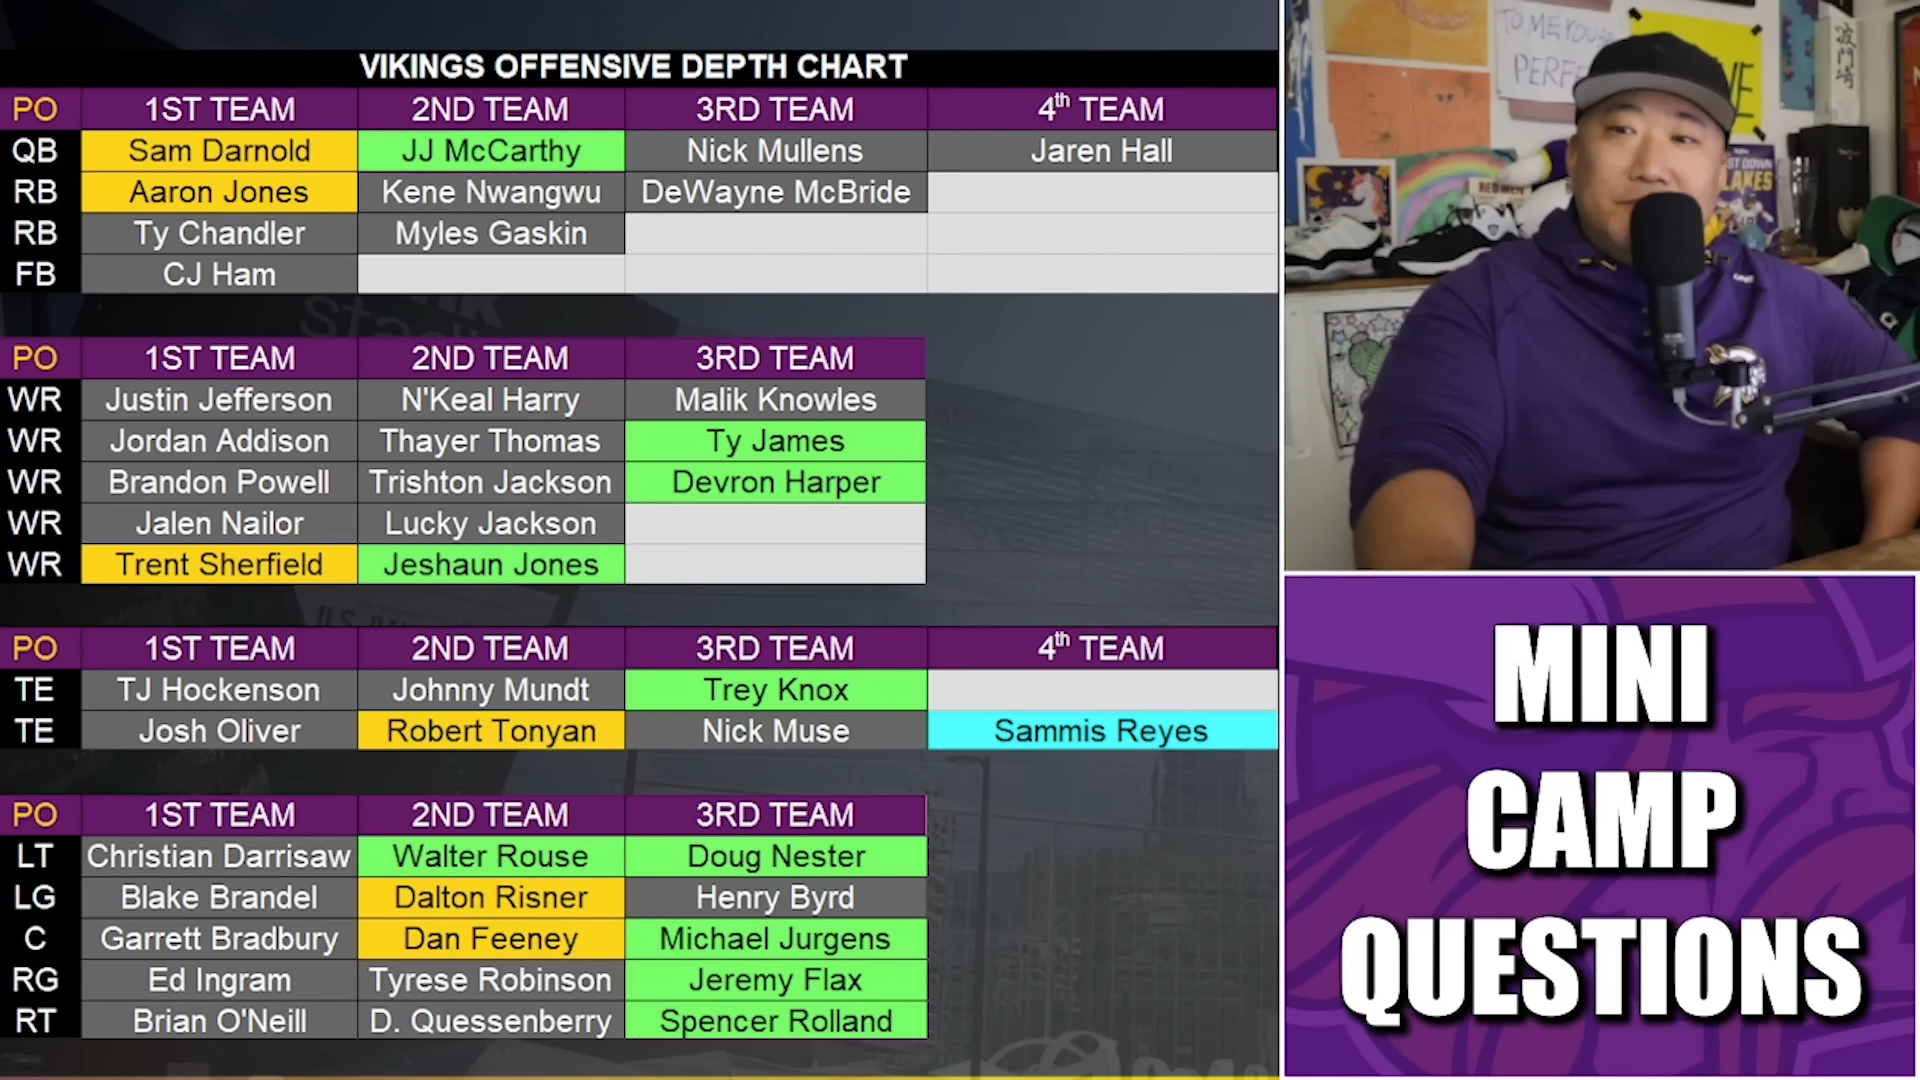 VIKINGS OFFENSIVE DEPTH CHART
PO 1ST TEAM 2ND TEAM 3RD TEAM 4th TEAM
QB Sam Darnold JJ McCarthy Nick Mullens Jaren Hall
RB Aaron Jones Kene Nwangwu DeWayne McBride
RB Ty Chandler Myles Gaskin
FB CJ Ham
PO 1ST TEAM 2ND TEAM 3RD TEAM
WR Justin Jefferson N'Keal Harry Malik Knowles
WR Jordan Addison Thayer Thomas Ty James
WR Brandon Powell Trishton Jackson Devron Harper
WR Jalen Nailor Lucky Jackson
WR Trent Sherfield Jeshaun Jones
PO 1ST TEAM 2ND TEAM 3RD TEAM 4th TEAM
TE TJ Hockenson Johnny Mundt Trey Knox
TE Josh Oliver Robert Tonyan Nick Muse Sammis Reyes
PO 1ST TEAM 2ND TEAM 3RD TEAM
LT Christian Darrisaw Walter Rouse Doug Nester
LG Blake Brandel Dalton Risner Henry Byrd
C Garrett Bradbury Dan Feeney Michael Jurgens
RG Ed Ingram Tyrese Robinson Jeremy Flax
RT Brian O'Neill D. Quessenberry Spencer Rolland
TO ME
MINI
CAMP
QUESTIONS